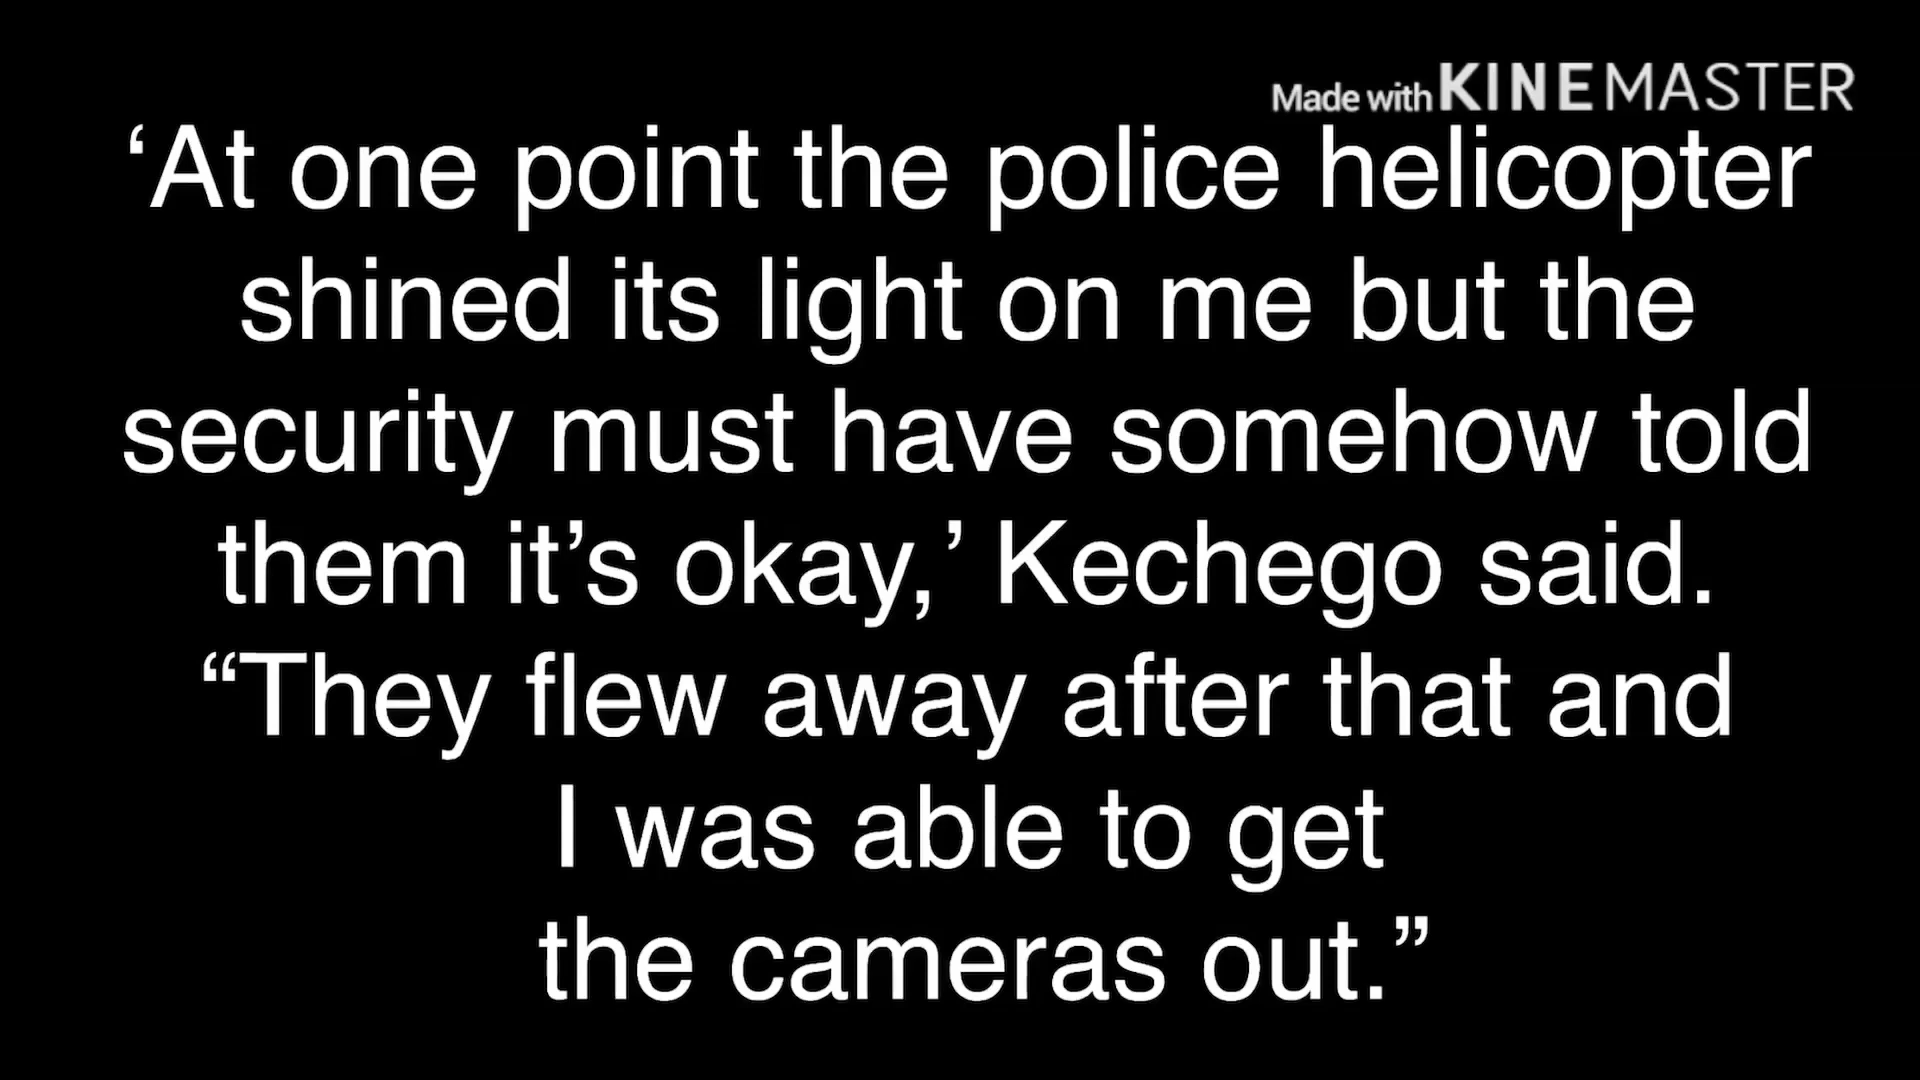 Made with KINEMASTER
‘At one point the police helicopter
shined its light on me but the
security must have somehow told
them it’s okay,’ Kechego said.
“They flew away after that and
I was able to get
the cameras out.”